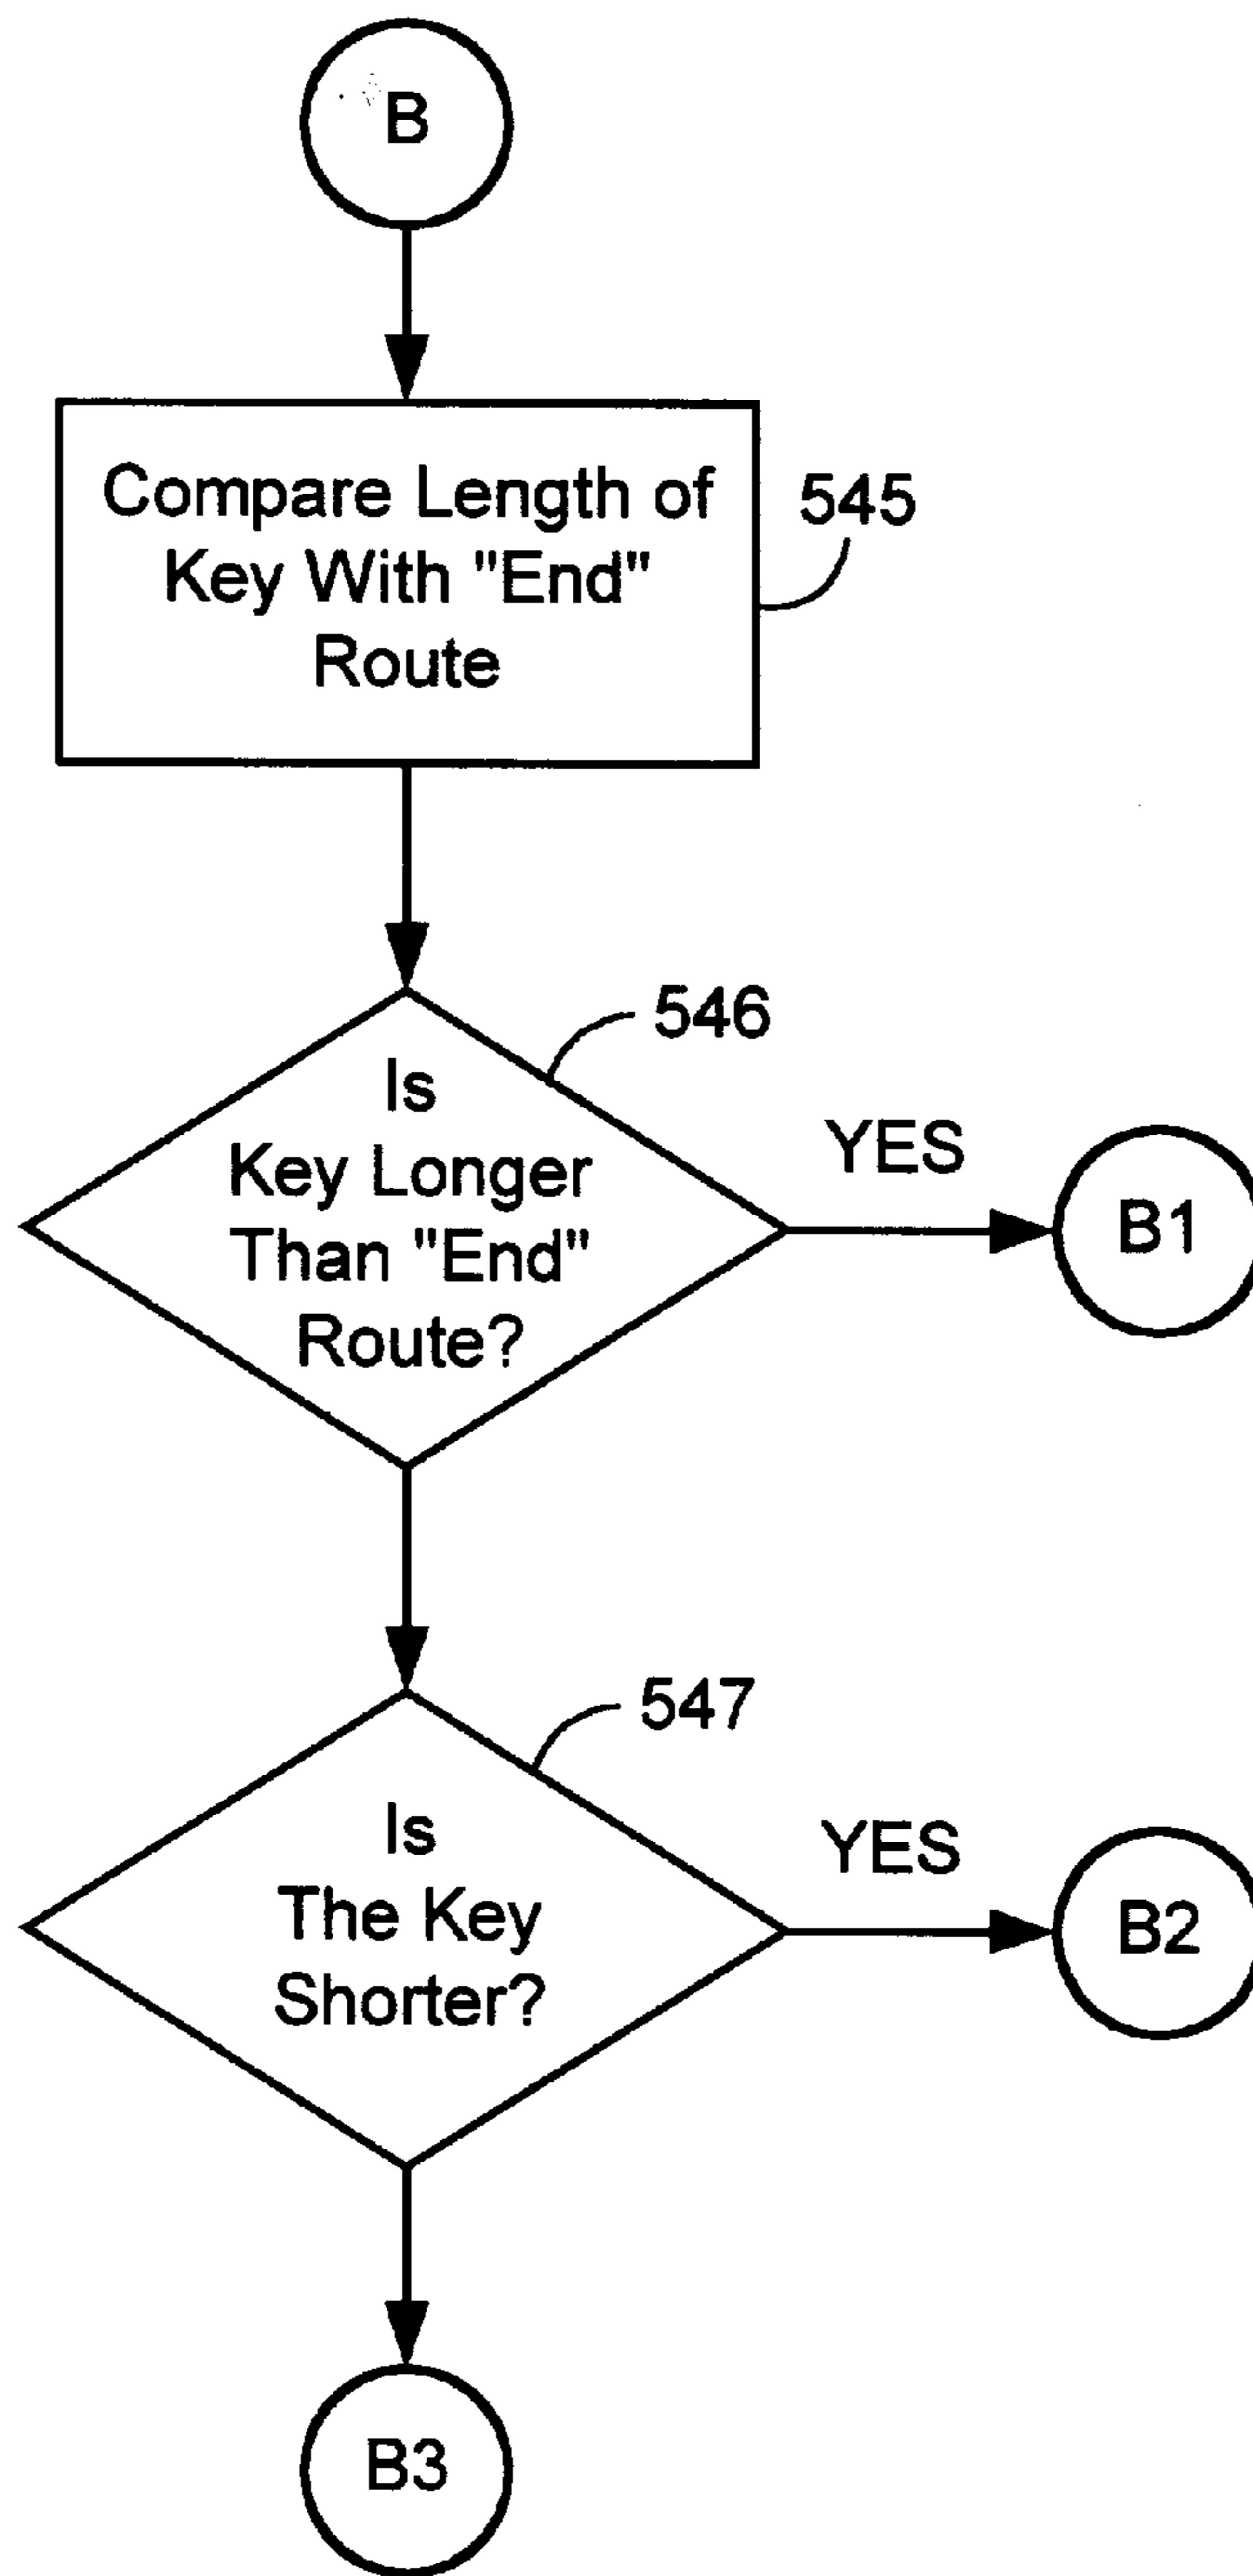 B
Compare Length of
Key With "End"
Route
545
546
Is
Key Longer
Than "End"
Route?
YES
B1
547
Is
The Key
Shorter?
YES
B2
B3